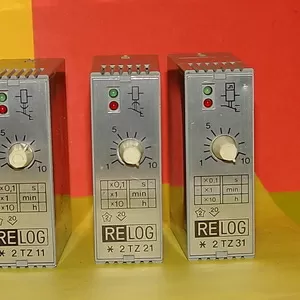 5
10
×0,1 s
×1 min
×10 h
RELOG
* 2 TZ 11
5
1
10
×0,1 s
×1 min
×10 h
RELOG
* 2 TZ 21
5
1
10
×0,1 s
×1 min
×10 h
RELOG
* 2 TZ 31